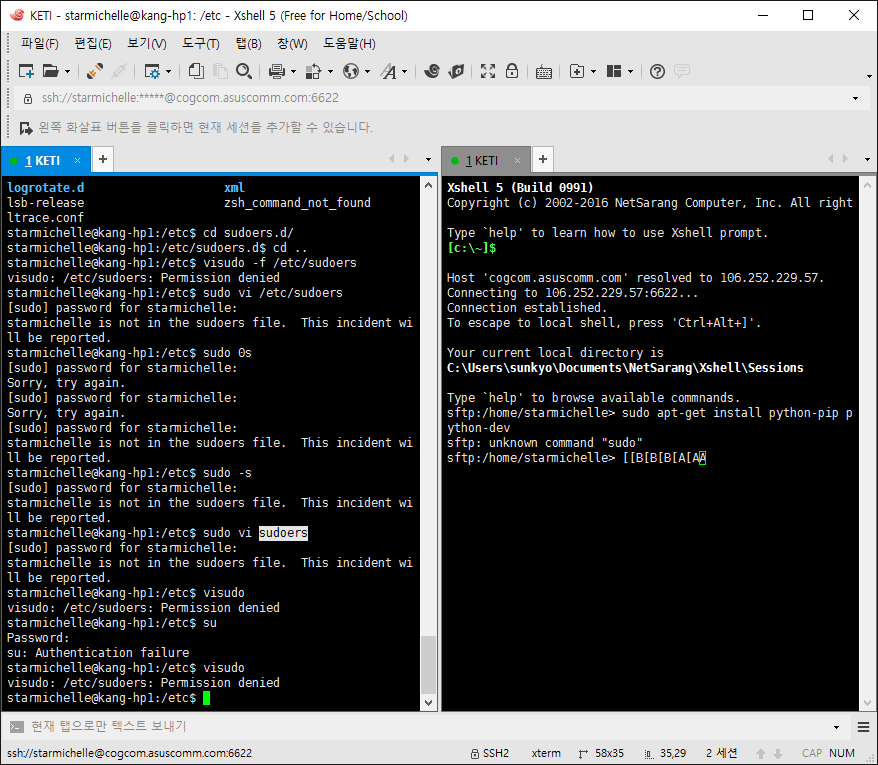 KETI - starmichelle@kang-hp1: /etc - Xshell 5 (Free for Home/School)
파일(F) 편집(E) 보기(V) 도구(T) 탭(B) 창(W) 도움말(H)
ssh://starmichelle:*****@cogcom.asuscomm.com:6622
왼쪽 화살표 버튼을 클릭하면 현재 세션을 추가할 수 있습니다.
1 KETI × +
logrotate.d xml
lsb-release zsh_command_not_found
ltrace.conf
starmichelle@kang-hp1:/etc$ cd sudoers.d/
starmichelle@kang-hp1:/etc/sudoers.d$ cd ..
starmichelle@kang-hp1:/etc$ visudo -f /etc/sudoers
visudo: /etc/sudoers: Permission denied
starmichelle@kang-hp1:/etc$ sudo vi /etc/sudoers
[sudo] password for starmichelle:
starmichelle is not in the sudoers file.  This incident wi
ll be reported.
starmichelle@kang-hp1:/etc$ sudo 0s
[sudo] password for starmichelle:
Sorry, try again.
[sudo] password for starmichelle:
Sorry, try again.
[sudo] password for starmichelle:
starmichelle is not in the sudoers file.  This incident wi
ll be reported.
starmichelle@kang-hp1:/etc$ sudo -s
[sudo] password for starmichelle:
starmichelle is not in the sudoers file.  This incident wi
ll be reported.
starmichelle@kang-hp1:/etc$ sudo vi sudoers
[sudo] password for starmichelle:
starmichelle is not in the sudoers file.  This incident wi
ll be reported.
starmichelle@kang-hp1:/etc$ visudo
visudo: /etc/sudoers: Permission denied
starmichelle@kang-hp1:/etc$ su
Password:
su: Authentication failure
starmichelle@kang-hp1:/etc$ visudo
visudo: /etc/sudoers: Permission denied
starmichelle@kang-hp1:/etc$
1 KETI × +
Xshell 5 (Build 0991)
Copyright (c) 2002-2016 NetSarang Computer, Inc. All right
Type `help' to learn how to use Xshell prompt.
[c:\~]$
Host 'cogcom.asuscomm.com' resolved to 106.252.229.57.
Connecting to 106.252.229.57:6622...
Connection established.
To escape to local shell, press 'Ctrl+Alt+]'.
Your current local directory is
C:\Users\sunkyo\Documents\NetSarang\Xshell\Sessions
Type `help' to browse available commnands.
sftp:/home/starmichelle> sudo apt-get install python-pip p
ython-dev
sftp: unknown command "sudo"
sftp:/home/starmichelle> [[B[B[B[A[AA
현재 탭으로만 텍스트 보내기
ssh://starmichelle@cogcom.asuscomm.com:6622 SSH2 xterm 58x35 35,29 2 세션 CAP NUM